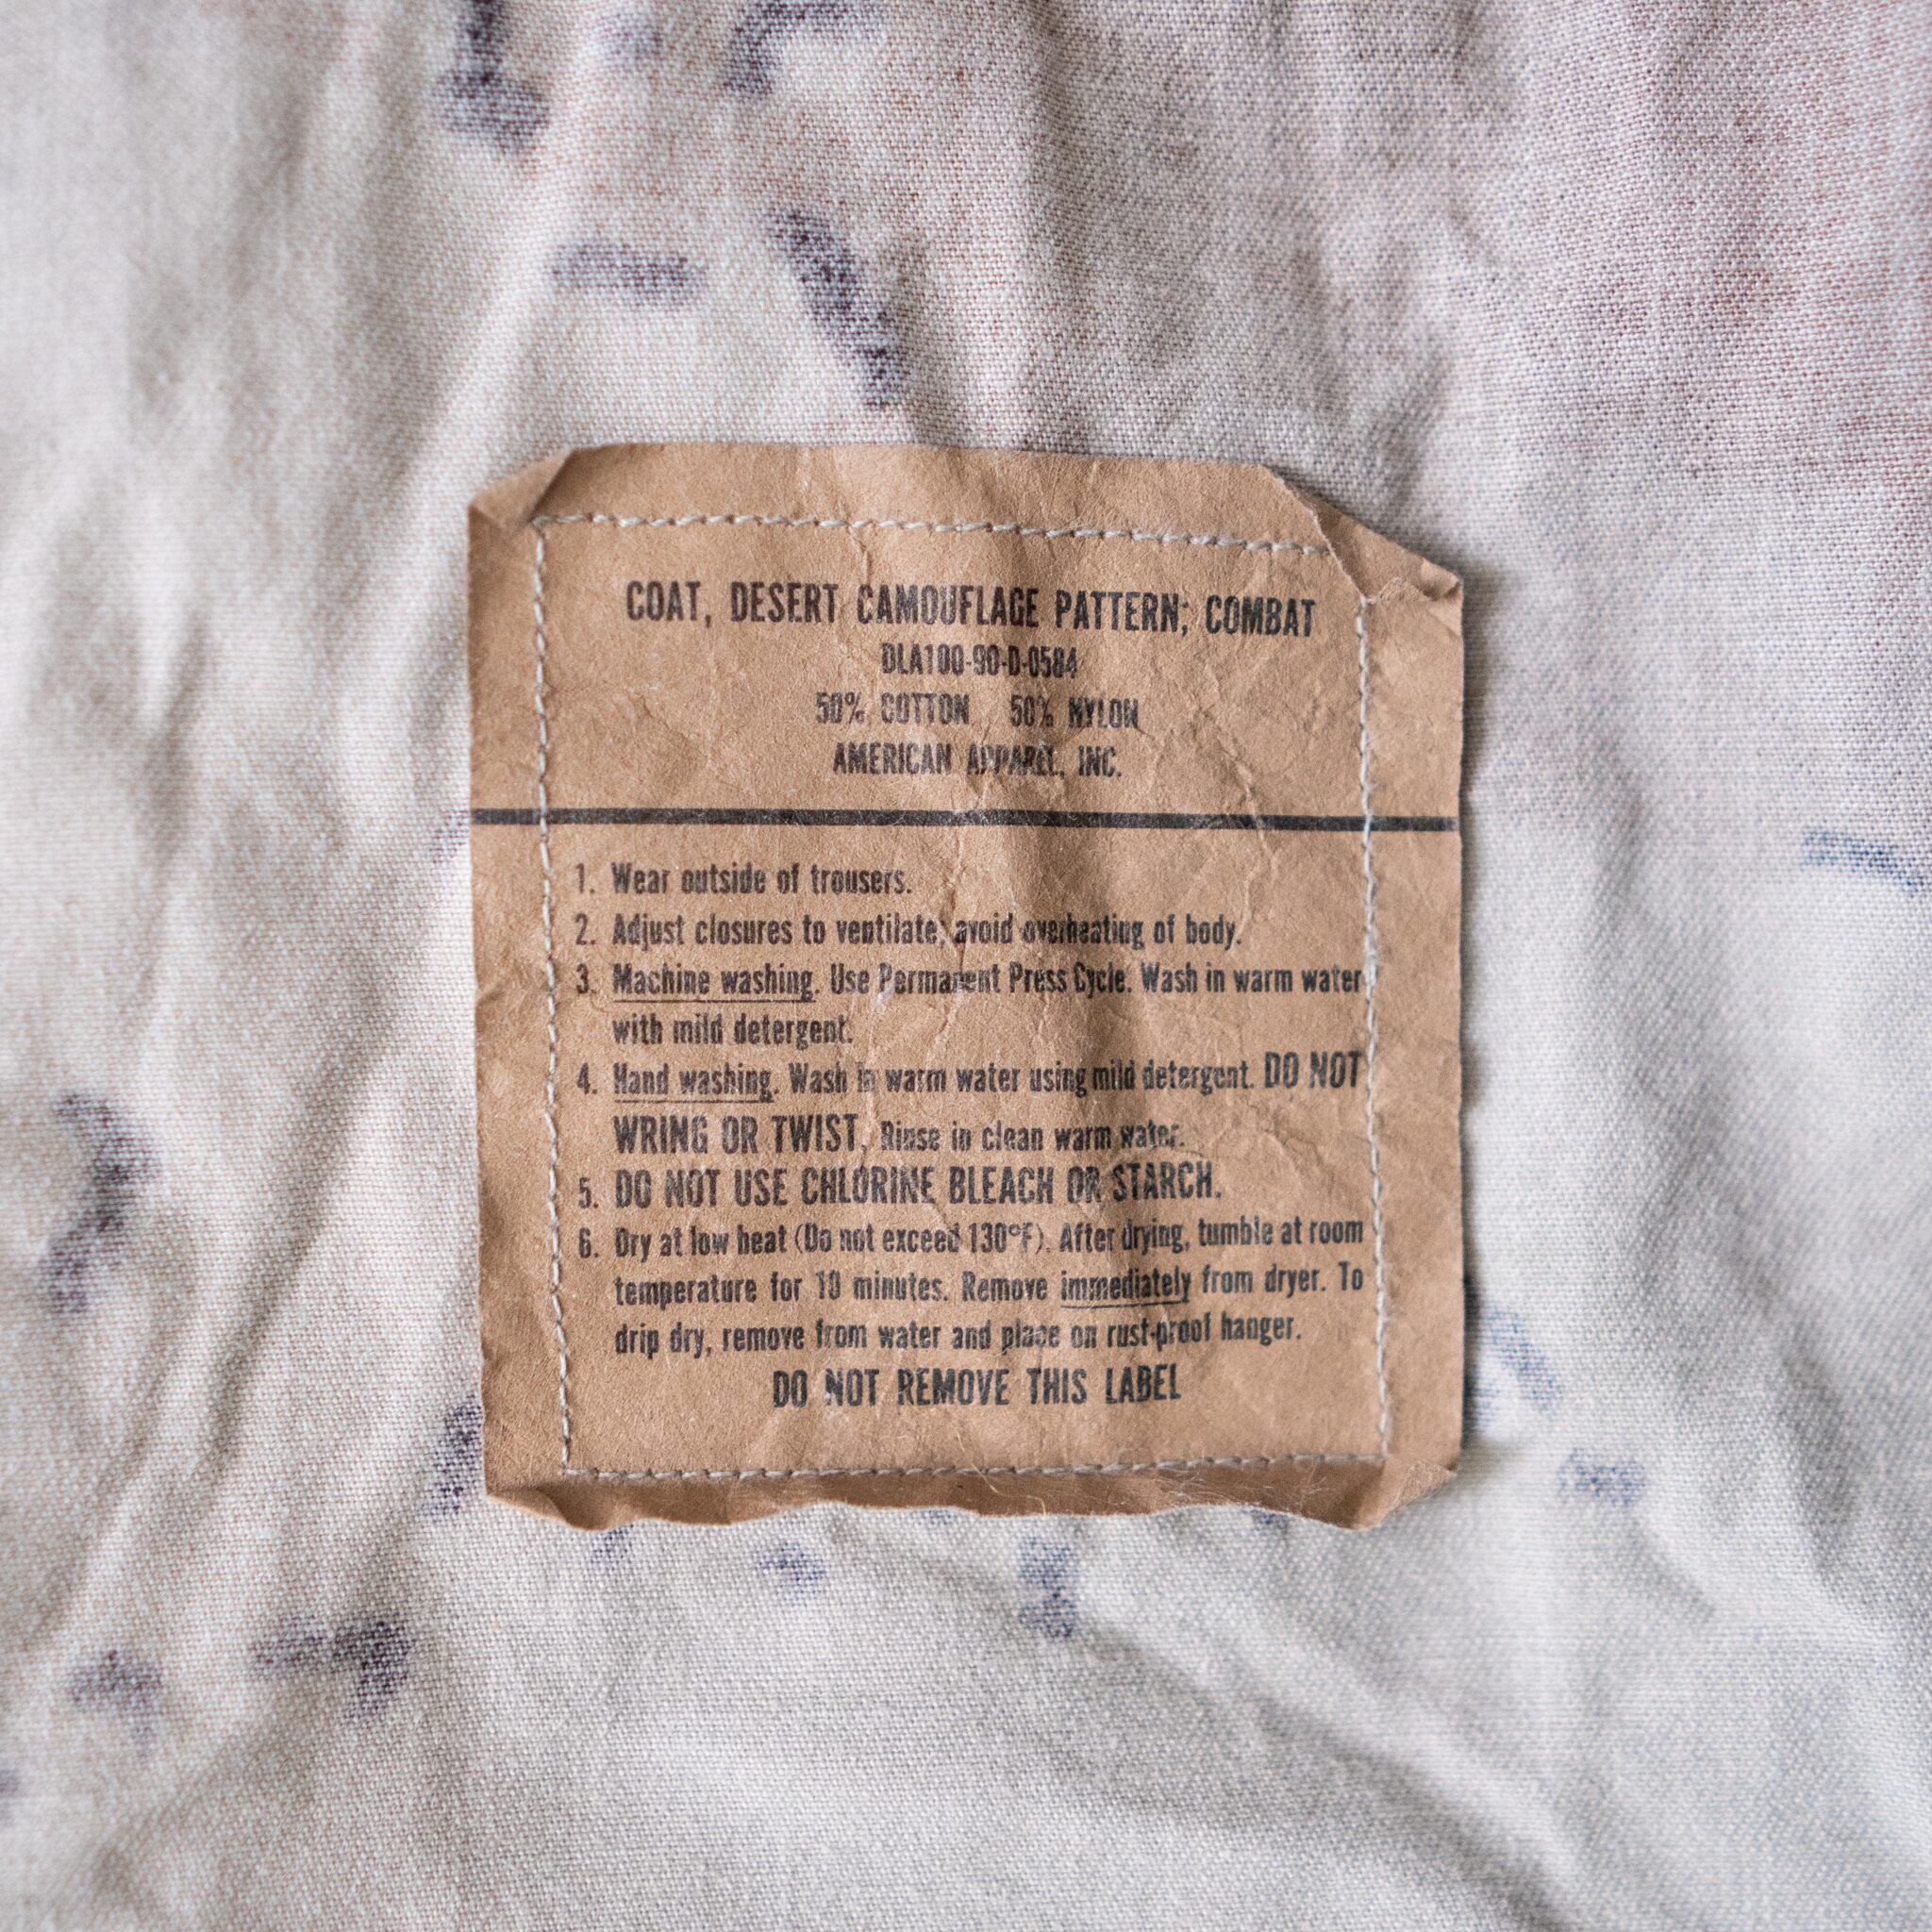 COAT, DESERT CAMOUFLAGE PATTERN; COMBAT
DLA100-90-D-0584
50% COTTON 50% NYLON
AMERICAN APPAREL, INC.
1. Wear outside of trousers.
2. Adjust closures to ventilate; avoid overheating of body.
3. Machine washing. Use Permanent Press Cycle. Wash in warm water
with mild detergent.
4. Hand washing. Wash in warm water using mild detergent. DO NOT
WRING OR TWIST. Rinse in clean warm water.
5. DO NOT USE CHLORINE BLEACH OR STARCH.
6. Dry at low heat (Do not exceed 130°F). After drying, tumble at room
temperature for 10 minutes. Remove immediately from dryer. To
drip dry, remove from water and place on rust-proof hanger.
DO NOT REMOVE THIS LABEL